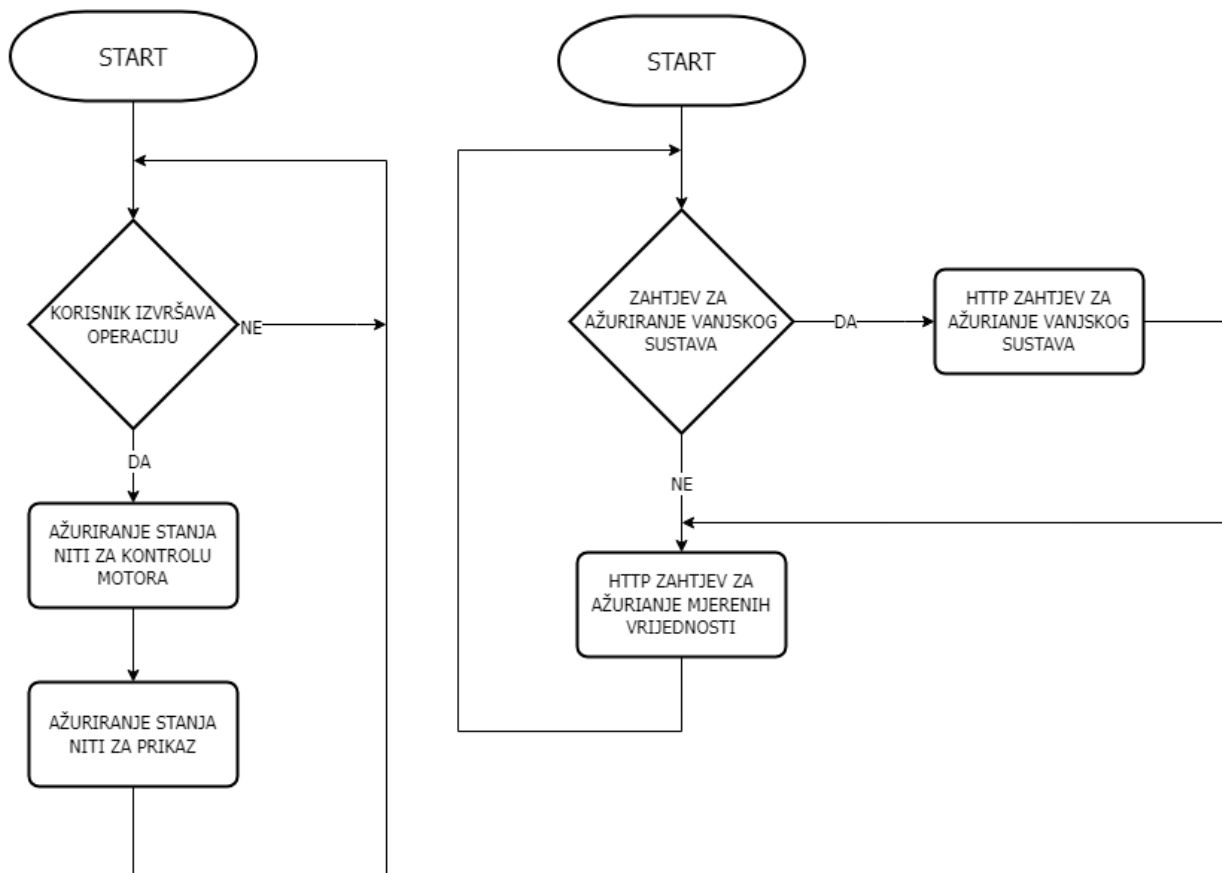 START
KORISNIK IZVRŠAVA
OPERACIJU
NE
DA
AŽURIRANJE STANJA
NITI ZA KONTROLU
MOTORA
AŽURIRANJE STANJA
NITI ZA PRIKAZ
START
ZAHTJEV ZA
AŽURIRANJE VANJSKOG
SUSTAVA
DA
HTTP ZAHTJEV ZA
AŽURIANJE VANJSKOG
SUSTAVA
NE
HTTP ZAHTJEV ZA
AŽURIANJE MJERENIH
VRIJEDNOSTI